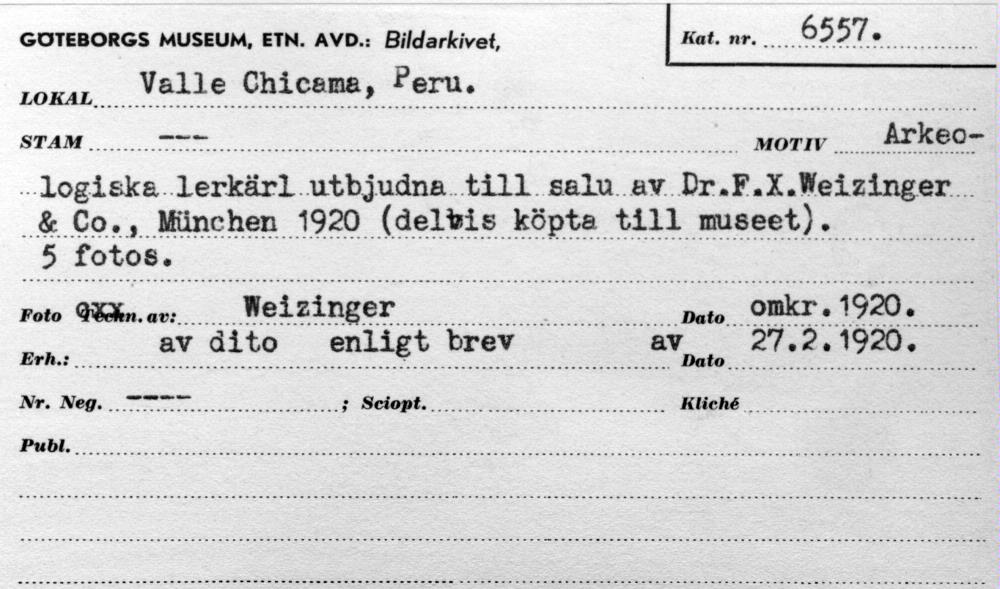 GÖTEBORGS MUSEUM, ETN. AVD.: Bildarkivet,
Kat. nr. 6557.
LOKAL Valle Chicama, Peru.
STAM ---
MOTIV Arkeo-
logiska lerkärl utbjudna till salu av Dr.F.X.Weizinger
& Co., München 1920 (delvis köpta till museet).
5 fotos.
Foto Techn. av: Weizinger Dato omkr. 1920.
Erh.: av dito enligt brev av Dato 27.2.1920.
Nr. Neg. ---- ; Sciopt. Kliché
Publ.